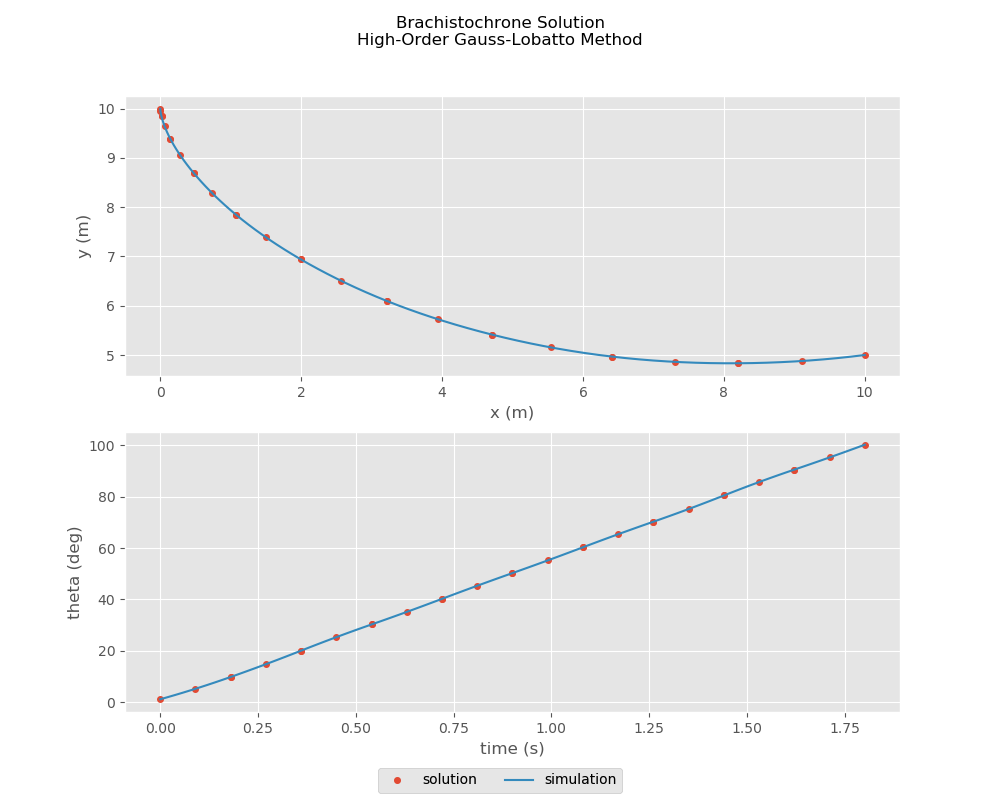 Brachistochrone Solution
High-Order Gauss-Lobatto Method
10
9
8
7
6
5
y (m)
0 2 4 6 8 10
x (m)
100
80
60
40
20
0
theta (deg)
0.00 0.25 0.50 0.75 1.00 1.25 1.50 1.75
time (s)
solution simulation